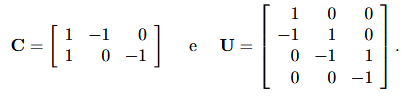 C = [ 1 −1 0 ; 1 0 −1 ] e U = [ 1 0 0 ; −1 1 0 ; 0 −1 1 ; 0 0 −1 ].